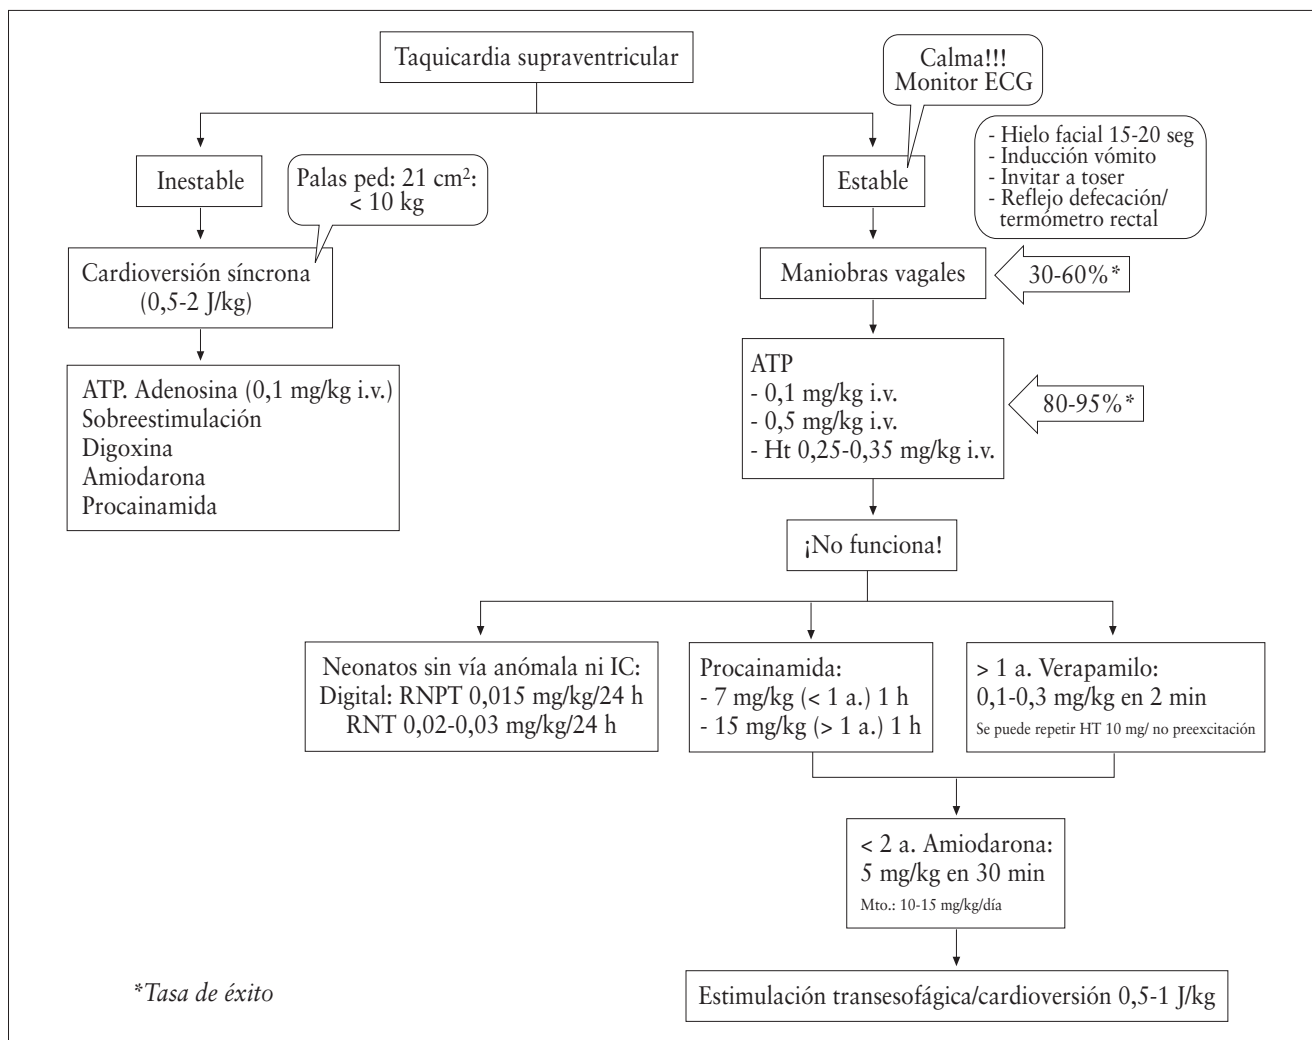 Taquicardia supraventricular
Calma!!!
Monitor ECG
- Hielo facial 15-20 seg
- Inducción vómito
- Invitar a toser
- Reflejo defecación/
termómetro rectal
Inestable
Palas ped: 21 cm²:
< 10 kg
Estable
Cardioversión síncrona
(0,5-2 J/kg)
Maniobras vagales
30-60%*
ATP. Adenosina (0,1 mg/kg i.v.)
Sobreestimulación
Digoxina
Amiodarona
Procainamida
ATP
- 0,1 mg/kg i.v.
- 0,5 mg/kg i.v.
- Ht 0,25-0,35 mg/kg i.v.
80-95%*
¡No funciona!
Neonatos sin vía anómala ni IC:
Digital: RNPT 0,015 mg/kg/24 h
RNT 0,02-0,03 mg/kg/24 h
Procainamida:
- 7 mg/kg (< 1 a.) 1 h
- 15 mg/kg (> 1 a.) 1 h
> 1 a. Verapamilo:
0,1-0,3 mg/kg en 2 min
Se puede repetir HT 10 mg/ no preexcitación
< 2 a. Amiodarona:
5 mg/kg en 30 min
Mto.: 10-15 mg/kg/día
*Tasa de éxito
Estimulación transesofágica/cardioversión 0,5-1 J/kg